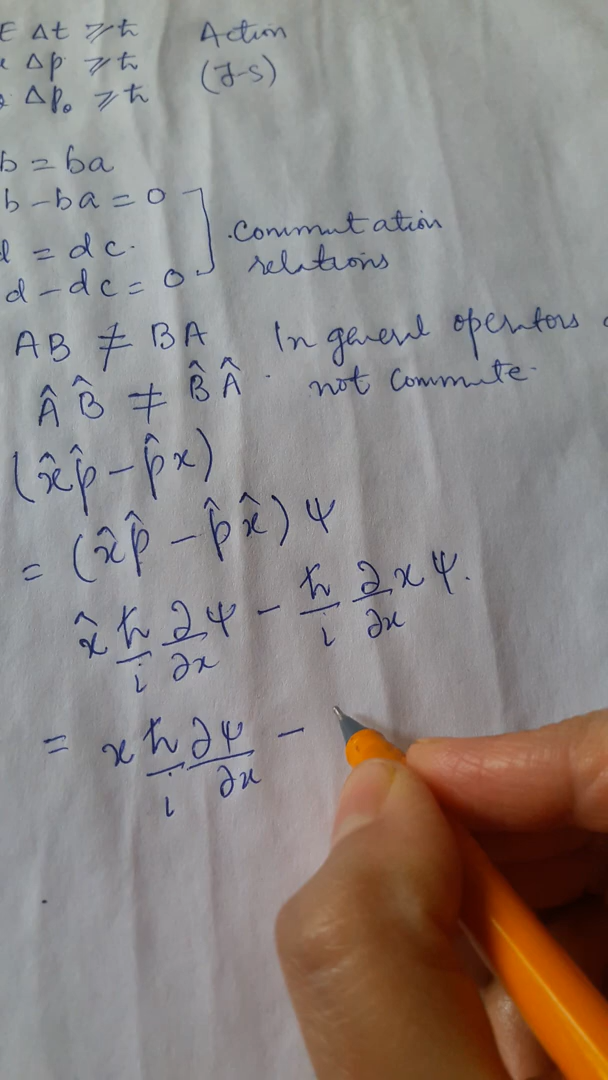 E Δt ⩾ ħ Action
Δp ⩾ ħ (J-S)
Δp₀ ⩾ ħ
b = ba
b - ba = 0
= dc.
d - dc = 0
commutation
relations
AB ≠ BA In general operators
ÂB̂ ≠ B̂Â. not commute.
(x̂p̂ - p̂x)
= (x̂p̂ - p̂x̂) ψ
x̂ ħ/i ∂/∂x ψ - ħ/i ∂/∂x x ψ.
= x ħ/i ∂ψ/∂x -